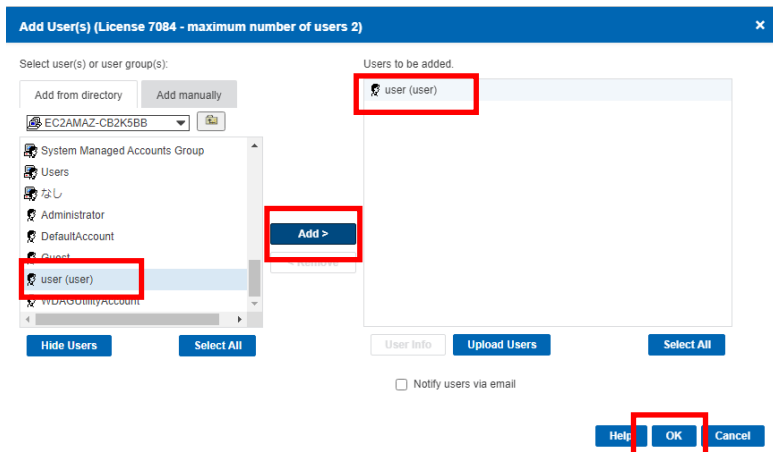 Add User(s) (License 7084 - maximum number of users 2)
Select user(s) or user group(s):
Users to be added.
Add from directory
Add manually
EC2AMAZ-CB2K5BB
System Managed Accounts Group
Users
なし
Administrator
DefaultAccount
Guest
user (user)
WDAGUtilityAccount
Add >
< Remove
user (user)
Hide Users
Select All
User Info
Upload Users
Select All
Notify users via email
Help
OK
Cancel